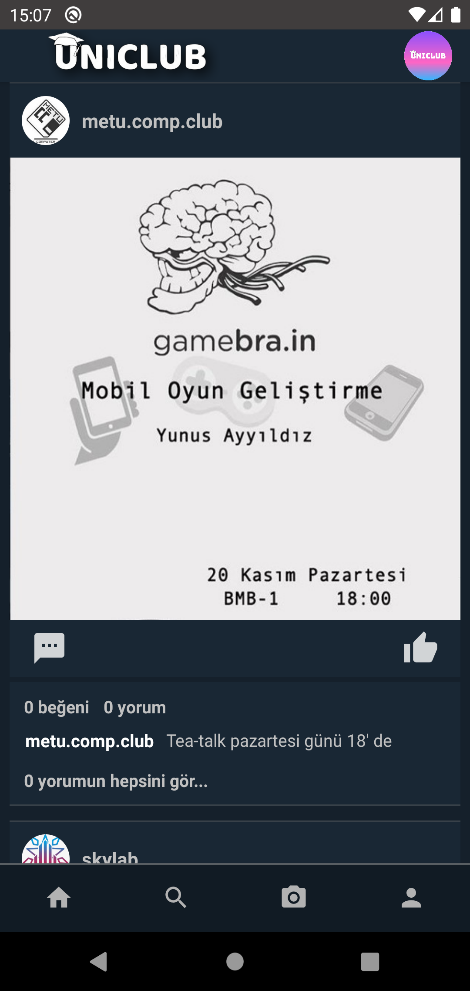 15:07
UNICLUB
UNICLUB
metu.comp.club
gamebra.in
Mobil Oyun Geliştirme
Yunus Ayyıldız
20 Kasım Pazartesi
BMB-1 18:00
0 beğeni 0 yorum
metu.comp.club Tea-talk pazartesi günü 18' de
0 yorumun hepsini gör...
skylab